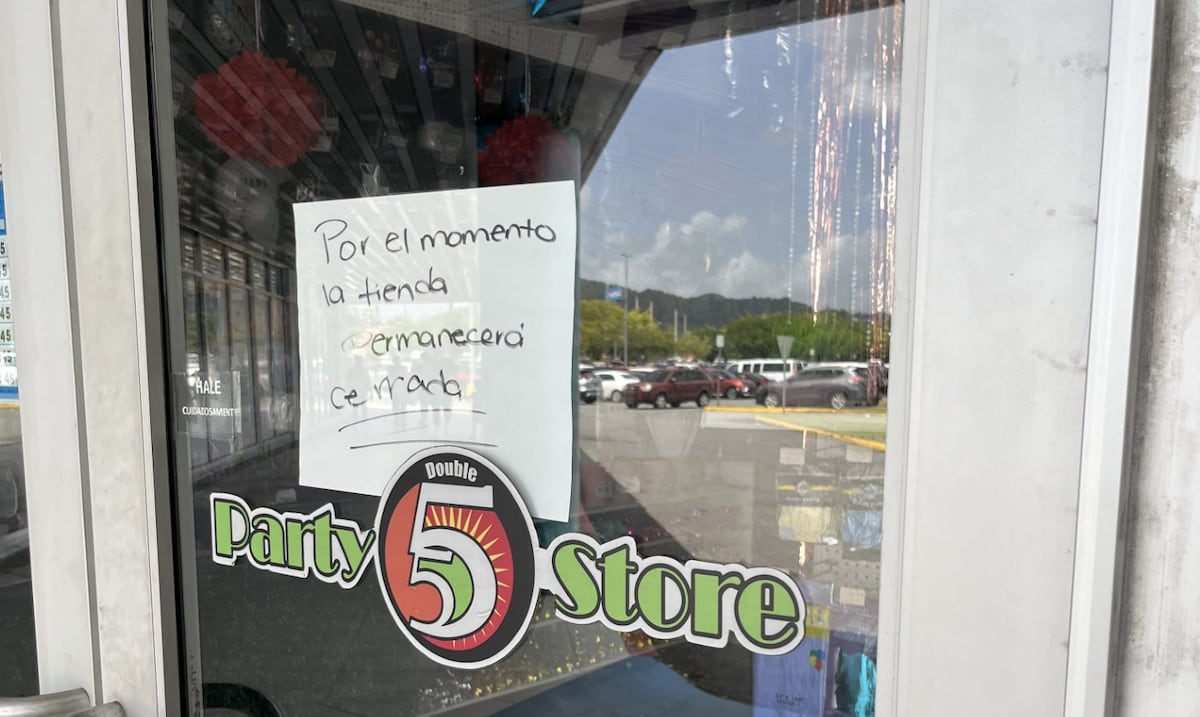 Por el momento
la tienda
permanecerá
cerrada
HALE
CUIDADOSAMENTE
Double
Party 5 Store